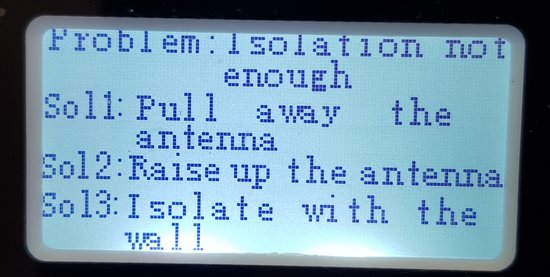 Problem:Isolation not
enough
Sol1: Pull away the
antenna
Sol2: Raise up the antenna
Sol3: Isolate with the
wall